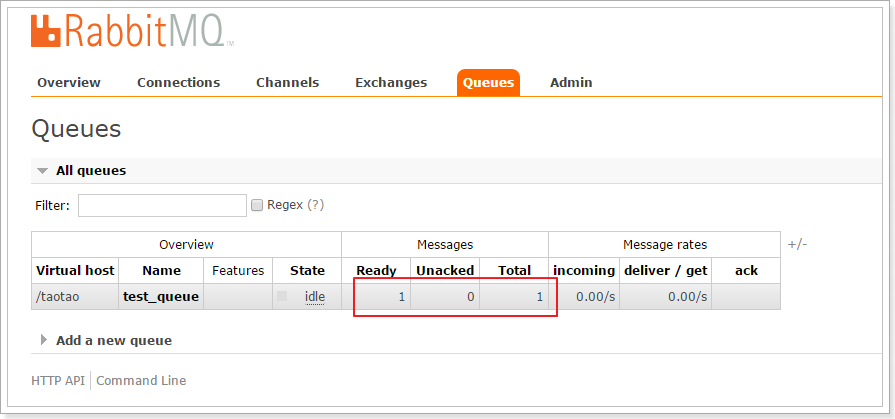 RabbitMQ TM
Overview Connections Channels Exchanges Queues Admin
Queues
All queues
Filter: Regex (?)
Overview Messages Message rates +/-
Virtual host Name Features State Ready Unacked Total incoming deliver / get ack
/taotao test_queue idle 1 0 1 0.00/s 0.00/s
Add a new queue
HTTP API Command Line